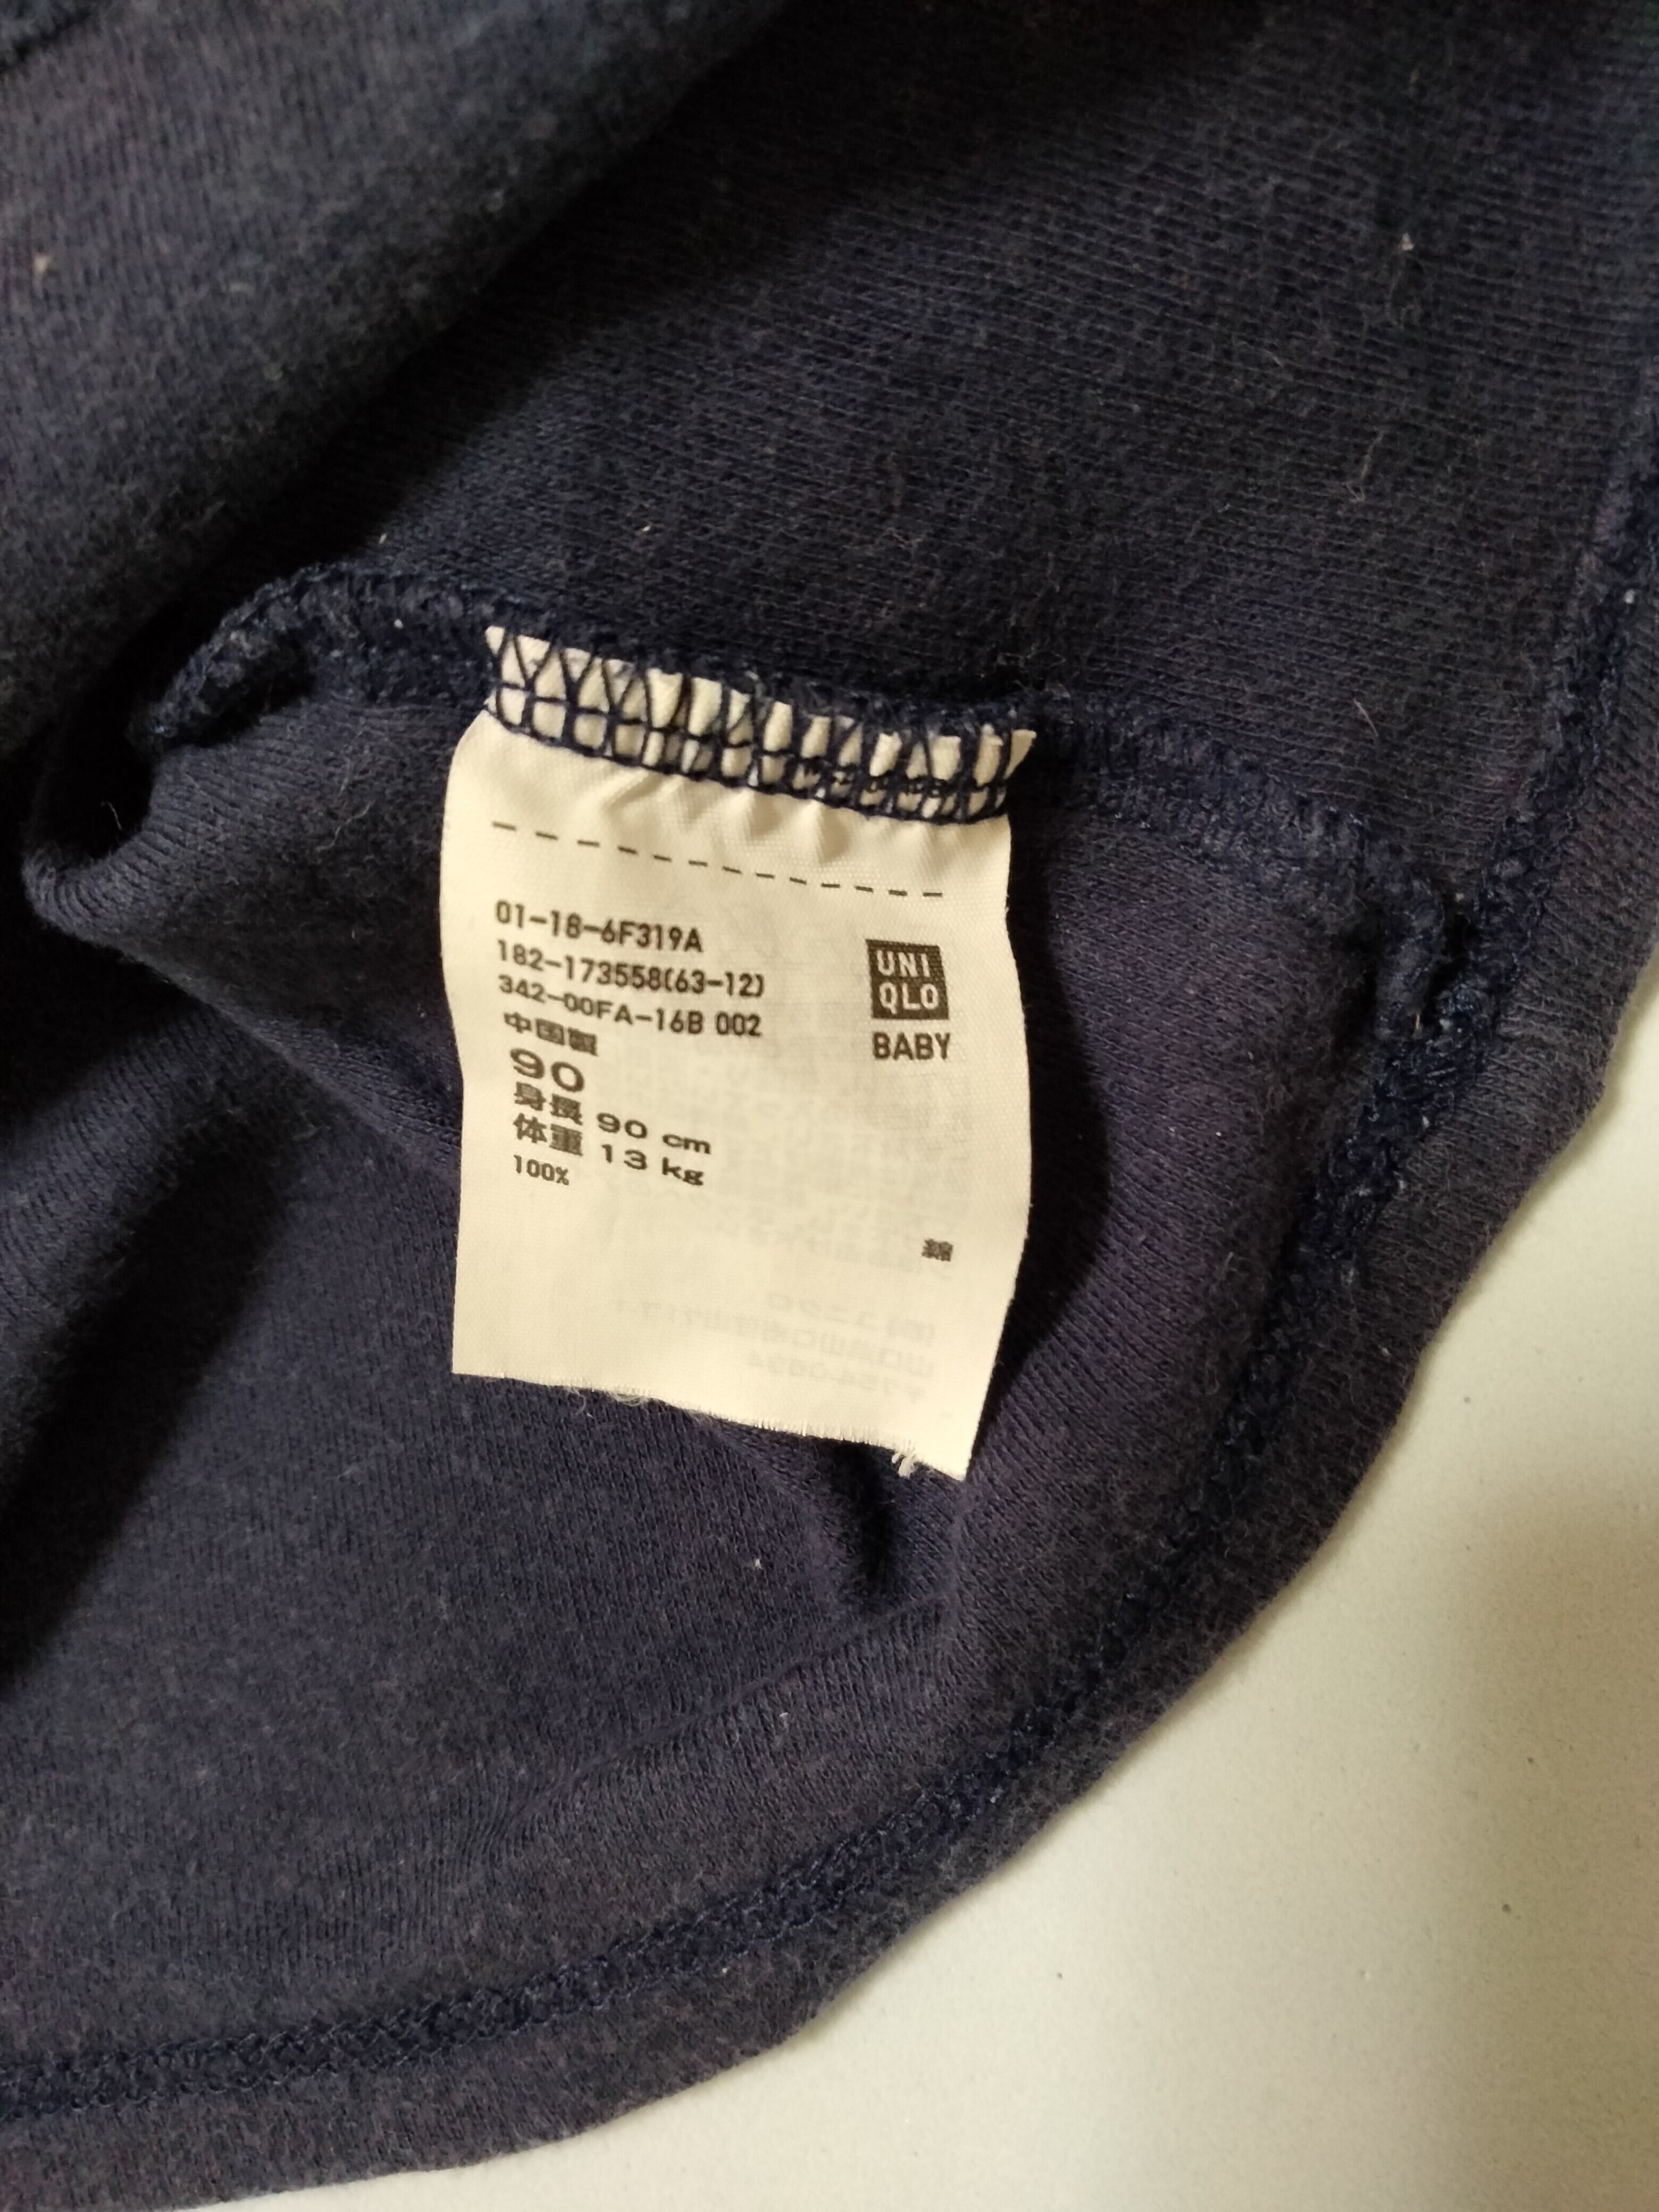 01-18-6F319A
182-173558(63-12)
342-00FA-16B 002
UNI
QLO
BABY
中国製
90
身長 90 cm
体重 13 kg
100%
綿